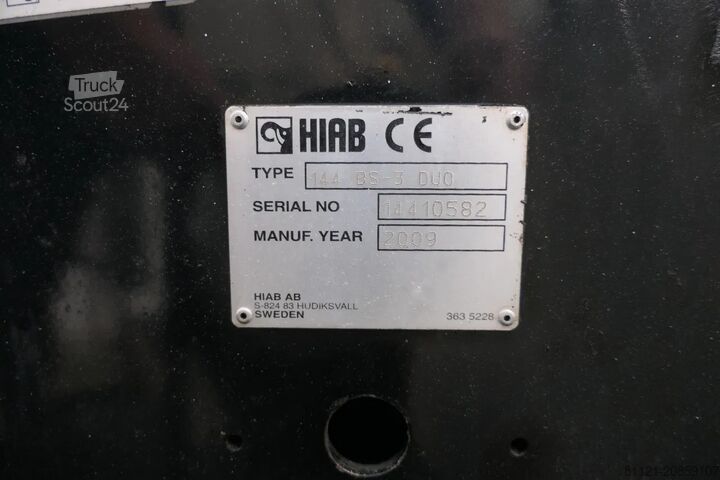 Truck
Scout24
HIAB CE
TYPE 144 BS-3 DUO
SERIAL NO 14410582
MANUF. YEAR 2009
HIAB AB
S-824 83 HUDIKSVALL
SWEDEN 363 5228